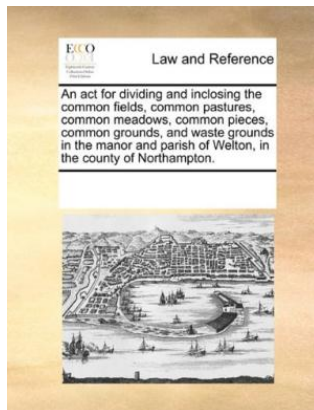 ECCO
Law and Reference
An act for dividing and inclosing the
common fields, common pastures,
common meadows, common pieces,
common grounds, and waste grounds
in the manor and parish of Welton, in
the county of Northampton.